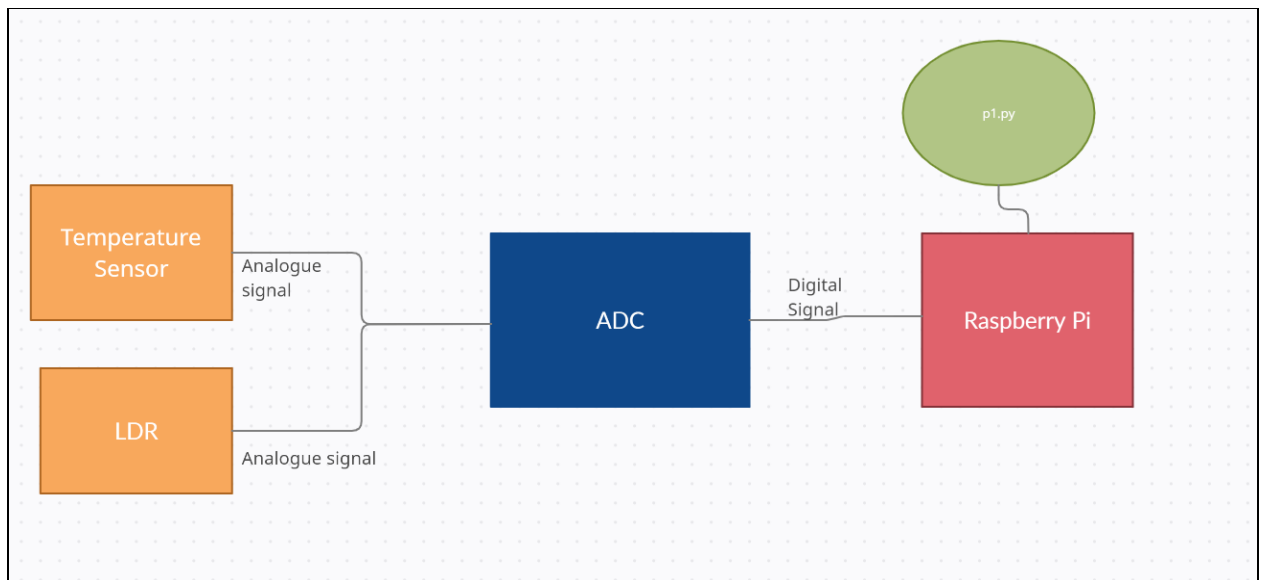 p1.py
Temperature
Sensor
Analogue
signal
LDR
Analogue signal
ADC
Digital
Signal
Raspberry Pi